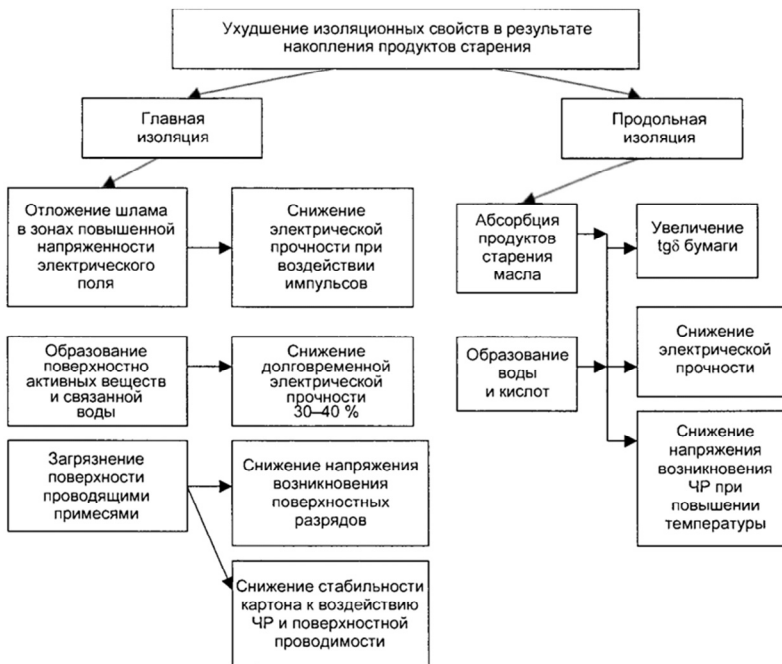 Ухудшение изоляционных свойств в результате
накопления продуктов старения
Главная
изоляция
Продольная
изоляция
Отложение шлама
в зонах повышенной
напряженности
электрического
поля
Снижение
электрической
прочности при
воздействии
импульсов
Образование
поверхностно
активных веществ
и связанной
воды
Снижение
долговременной
электрической
прочности
30–40 %
Загрязнение
поверхности
проводящими
примесями
Снижение напряжения
возникновения
поверхностных
разрядов
Снижение стабильности
картона к воздействию
ЧР и поверхностной
проводимости
Абсорбция
продуктов
старения
масла
Увеличение
tgδ бумаги
Образование
воды
и кислот
Снижение
электрической
прочности
Снижение
напряжения
возникновения
ЧР при
повышении
температуры